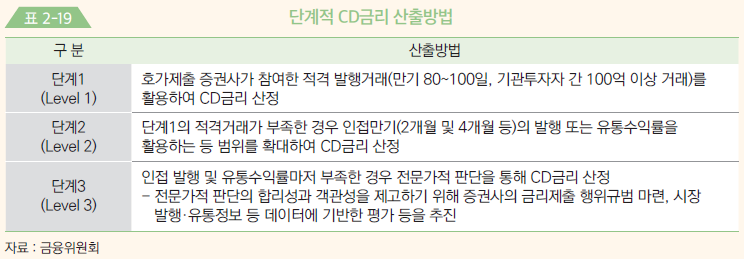 표 2-19
단계적 CD금리 산출방법
구 분
산출방법
단계1
(Level 1)
호가제출 증권사가 참여한 적격 발행거래(만기 80~100일, 기관투자자 간 100억 이상 거래)를
활용하여 CD금리 산정
단계2
(Level 2)
단계1의 적격거래가 부족한 경우 인접만기(2개월 및 4개월 등)의 발행 또는 유통수익률을
활용하는 등 범위를 확대하여 CD금리 산정
단계3
(Level 3)
인접 발행 및 유통수익률마저 부족한 경우 전문가적 판단을 통해 CD금리 산정
– 전문가적 판단의 합리성과 객관성을 제고하기 위해 증권사의 금리제출 행위규범 마련, 시장
발행·유통정보 등 데이터에 기반한 평가 등을 추진
자료 : 금융위원회